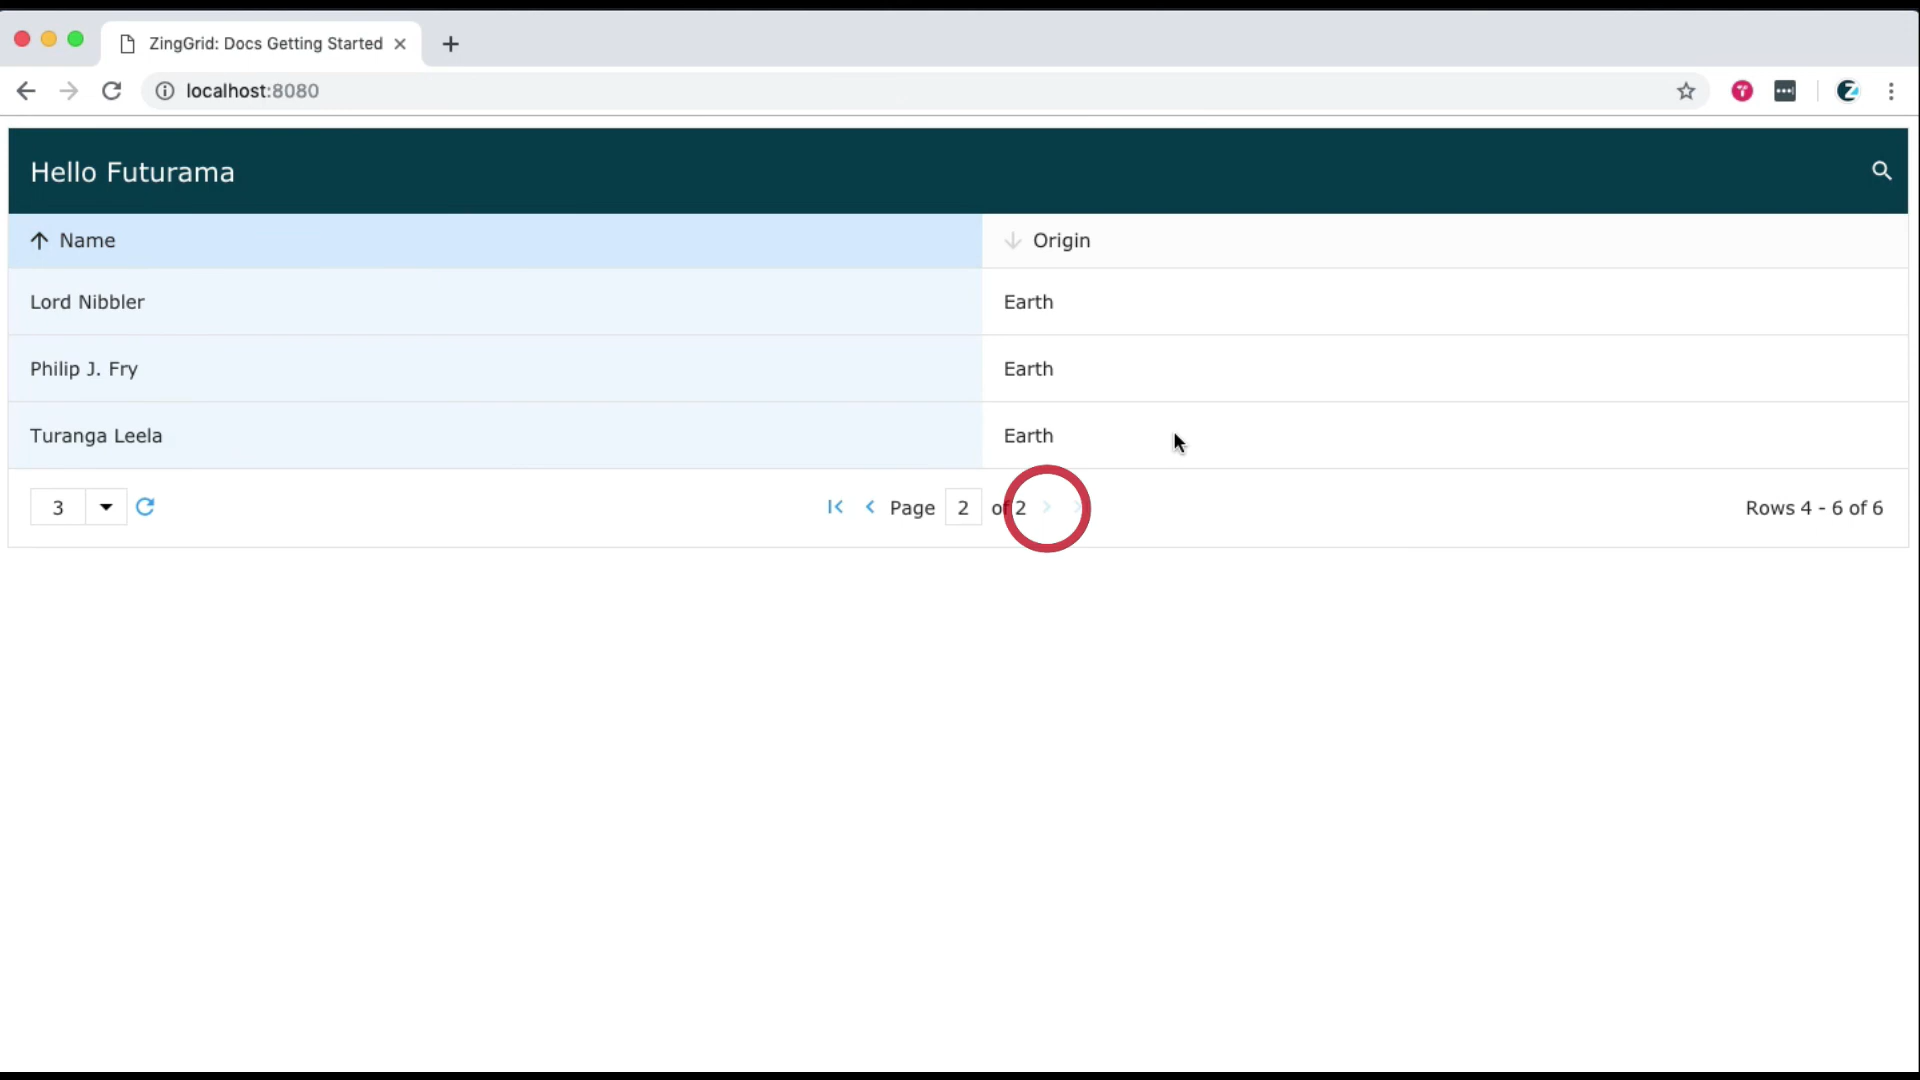 ZingGrid: Docs Getting Started
localhost:8080
Hello Futurama
Name Origin
Lord Nibbler Earth
Philip J. Fry Earth
Turanga Leela Earth
3 Page 2 of 2 Rows 4 - 6 of 6